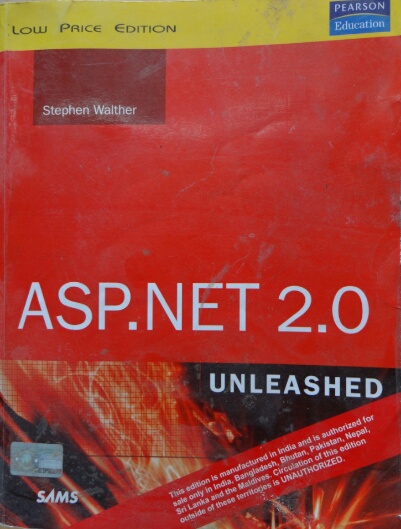 PEARSON
Education
LOW PRICE EDITION
Stephen Walther
ASP.NET 2.0
UNLEASHED
This edition is manufactured in India and is authorized for
sale only in India, Bangladesh, Bhutan, Pakistan, Nepal,
Sri Lanka and the Maldives. Circulation of this edition
outside of these territories is UNAUTHORIZED.
SAMS